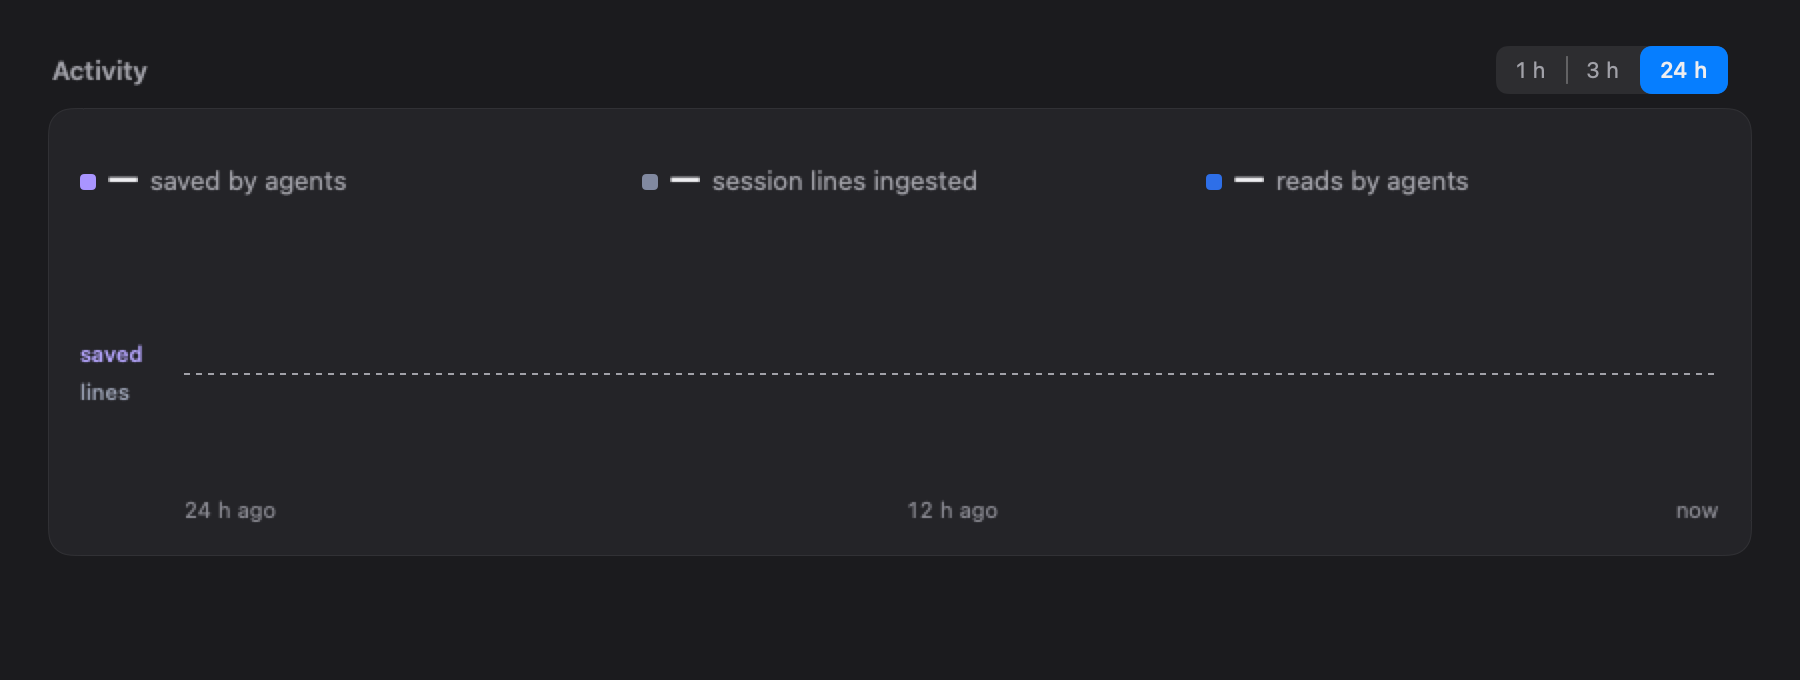 Activity
1 h | 3 h 24 h
— saved by agents — session lines ingested — reads by agents
saved
lines
24 h ago 12 h ago now